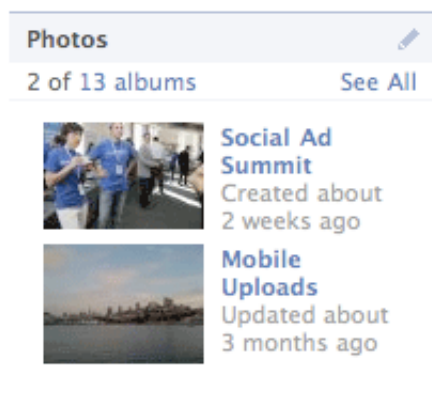 Photos
2 of 13 albums See All
Social Ad
Summit
Created about
2 weeks ago
Mobile
Uploads
Updated about
3 months ago